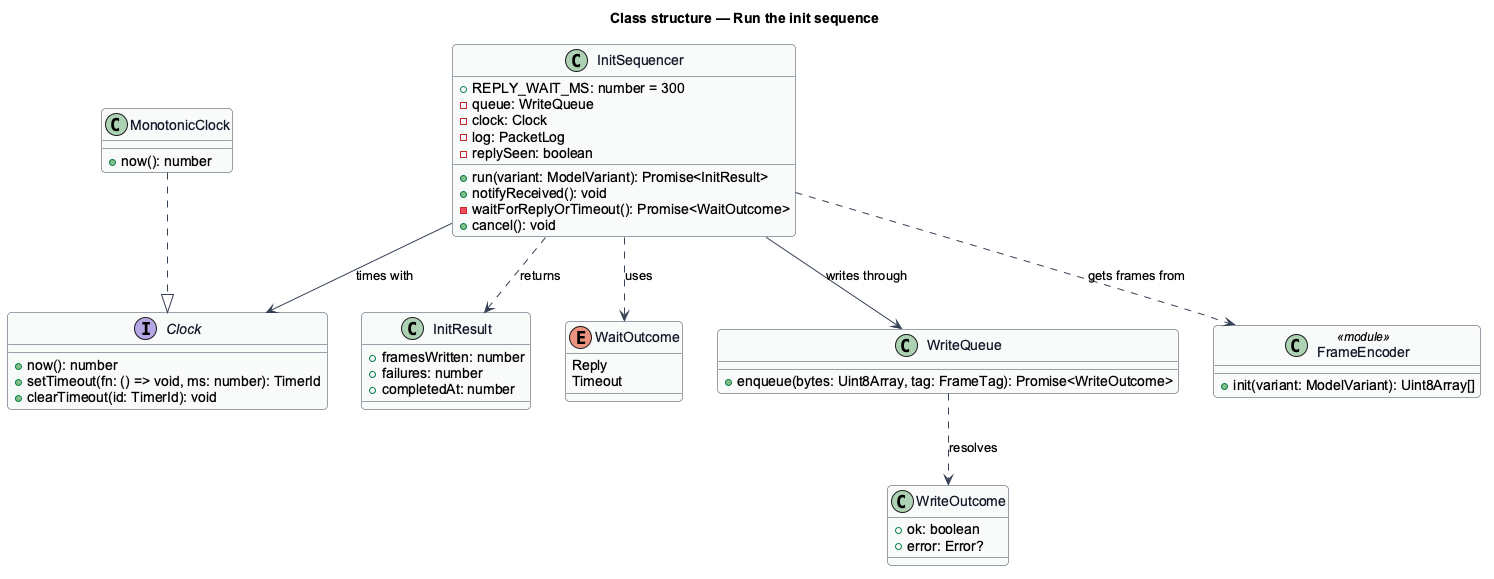 Class structure — Run the init sequence
C InitSequencer
REPLY_WAIT_MS: number = 300
queue: WriteQueue
clock: Clock
log: PacketLog
replySeen: boolean
run(variant: ModelVariant): Promise<InitResult>
notifyReceived(): void
waitForReplyOrTimeout(): Promise<WaitOutcome>
cancel(): void
C MonotonicClock
now(): number
times with
returns
uses
writes through
gets frames from
I Clock
now(): number
setTimeout(fn: () => void, ms: number): TimerId
clearTimeout(id: TimerId): void
C InitResult
framesWritten: number
failures: number
completedAt: number
E WaitOutcome
Reply
Timeout
C WriteQueue
enqueue(bytes: Uint8Array, tag: FrameTag): Promise<WriteOutcome>
C «module»
FrameEncoder
init(variant: ModelVariant): Uint8Array[]
resolves
C WriteOutcome
ok: boolean
error: Error?